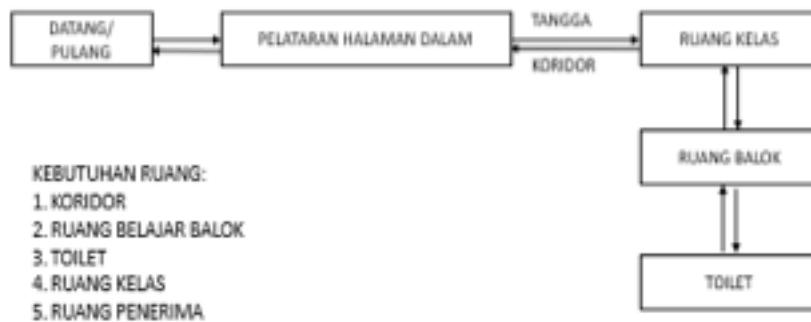 DATANG/
PULANG
PELATARAN HALAMAN DALAM
TANGGA
KORIDOR
RUANG KELAS
RUANG BALOK
TOILET
KEBUTUHAN RUANG:
1. KORIDOR
2. RUANG BELAJAR BALOK
3. TOILET
4. RUANG KELAS
5. RUANG PENERIMA